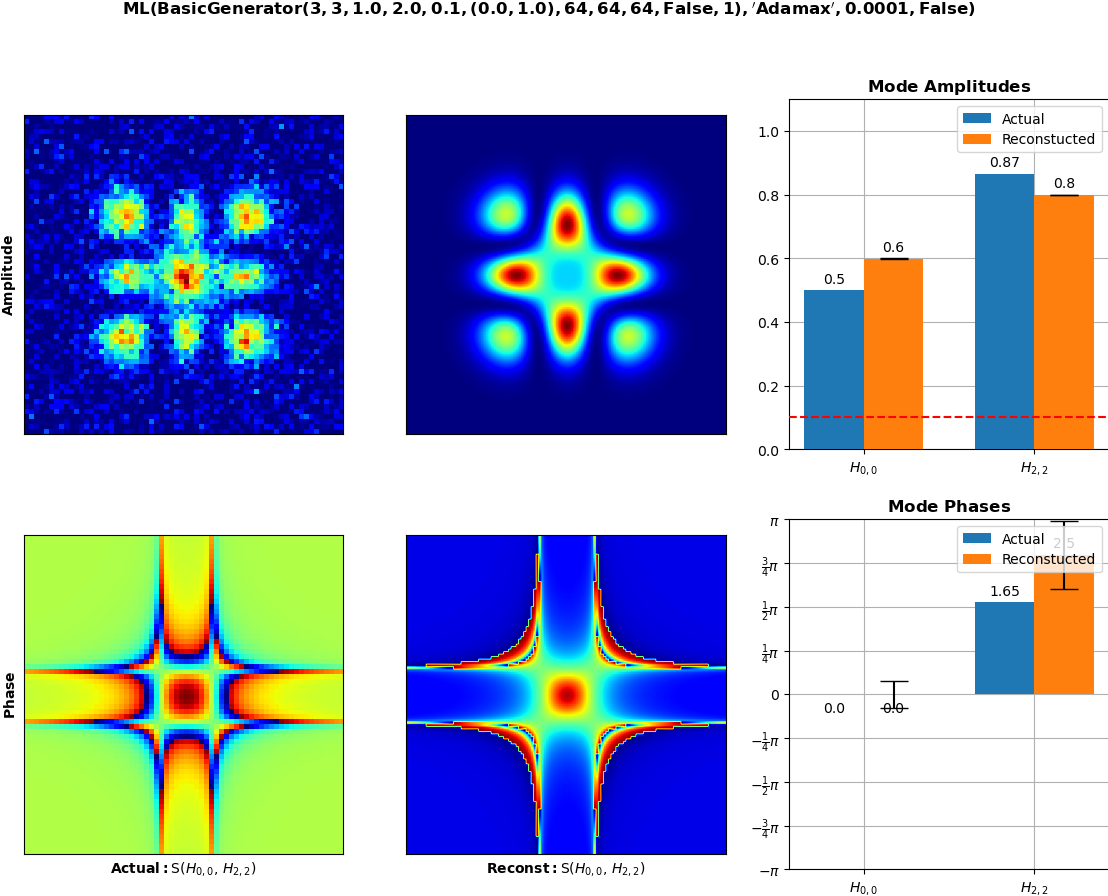 ML(BasicGenerator(3, 3, 1.0, 2.0, 0.1, (0.0, 1.0), 64, 64, 64, False, 1), ′Adamax′, 0.0001, False)
Amplitude
Mode Amplitudes
Actual
Reconstucted
1.0
0.8
0.6
0.4
0.2
0.0
0.5
0.6
0.87
0.8
H₀,₀
H₂,₂
Phase
Actual: S(H₀,₀, H₂,₂)
Reconst: S(H₀,₀, H₂,₂)
Mode Phases
Actual
Reconstucted
π
3/4π
1/2π
1/4π
0
−1/4π
−1/2π
−3/4π
−π
0.0
0.0
1.65
2.5
H₀,₀
H₂,₂